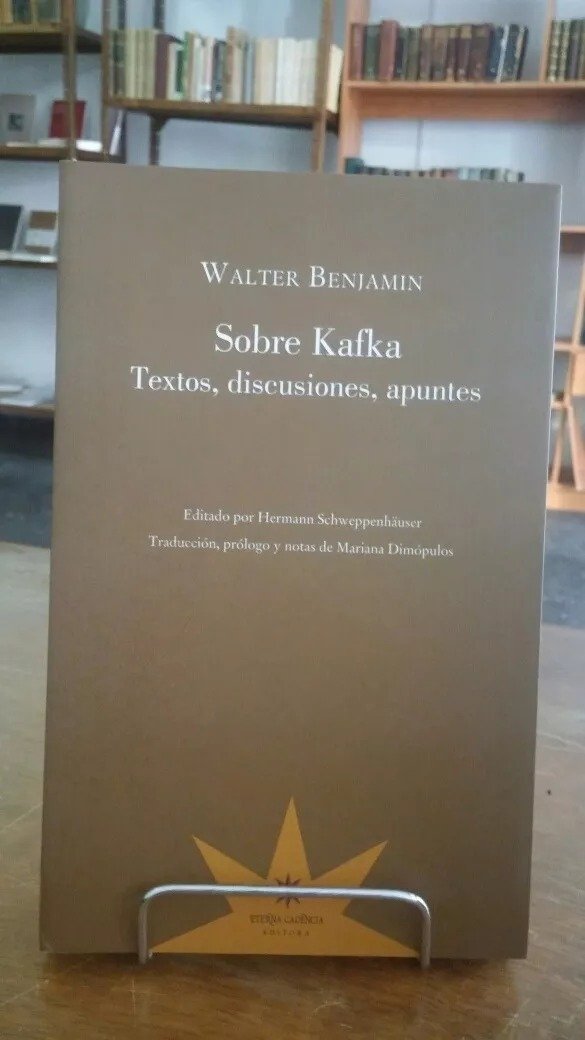 WALTER BENJAMIN
Sobre Kafka
Textos, discusiones, apuntes
Editado por Hermann Schweppenhäuser
Traducción, prólogo y notas de Mariana Dimópulos
ETERNA CADENCIA
EDITORA